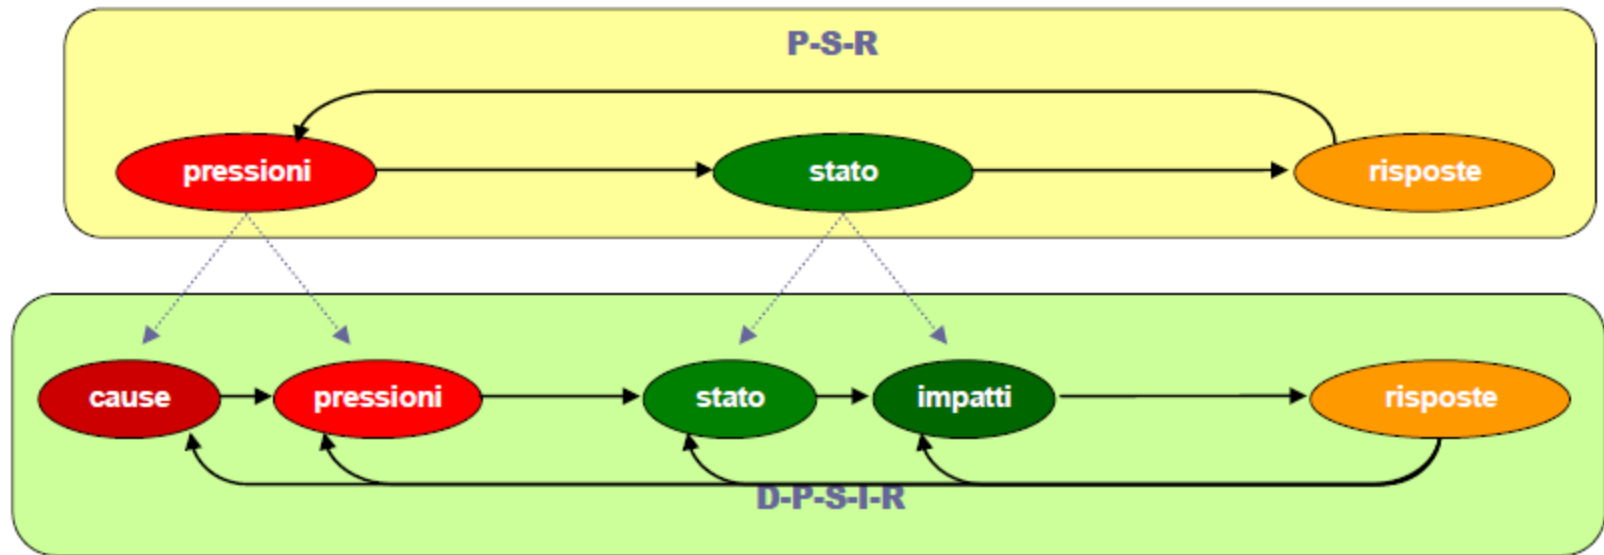 P-S-R
pressioni stato risposte
cause pressioni stato impatti risposte
D-P-S-I-R